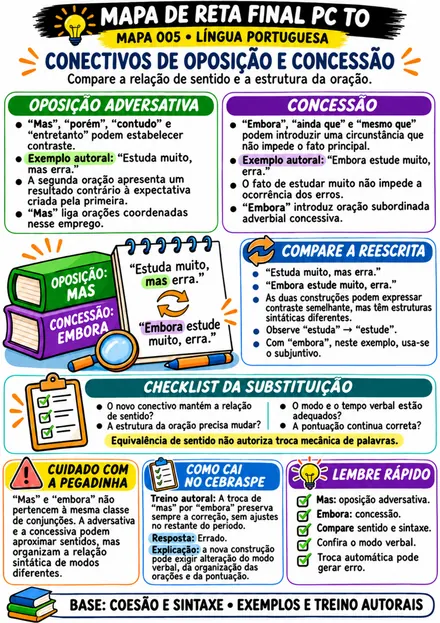 MAPA DE RETA FINAL PC TO
MAPA 005 • LÍNGUA PORTUGUESA
CONECTIVOS DE OPOSIÇÃO E CONCESSÃO
Compare a relação de sentido e a estrutura da oração.
OPOSIÇÃO ADVERSATIVA
• “Mas”, “porém”, “contudo” e
“entretanto” podem estabelecer
contraste.
• Exemplo autoral: “Estuda muito,
mas erra.”
• A segunda oração apresenta um
resultado contrário à expectativa
criada pela primeira.
• “Mas” liga orações coordenadas
nesse emprego.
CONCESSÃO
• “Embora”, “ainda que” e “mesmo que”
podem introduzir uma circunstância que
não impede o fato principal.
• Exemplo autoral: “Embora estude muito,
erra.”
• O fato de estudar muito não impede a
ocorrência dos erros.
• “Embora” introduz oração subordinada
adverbial concessiva.
OPOSIÇÃO:
MAS
CONCESSÃO:
EMBORA
“Estuda muito,
mas erra.”
“Embora estude
muito, erra.”
COMPARE A REESCRITA
• “Estuda muito, mas erra.”
• “Embora estude muito, erra.”
• As duas construções podem expressar
contraste semelhante, mas têm estruturas
sintáticas diferentes.
• Observe “estuda” → “estude”.
• Com “embora”, neste exemplo, usa-se
o subjuntivo.
CHECKLIST DA SUBSTITUIÇÃO
• O novo conectivo mantém a relação
de sentido?
• A estrutura da oração precisa mudar?
• O modo e o tempo verbal estão
adequados?
• A pontuação continua correta?
Equivalência de sentido não autoriza troca mecânica de palavras.
CUIDADO COM
A PEGADINHA
“Mas” e “embora” não
pertencem à mesma classe
de conjunções. A adversativa
e a concessiva podem
aproximar sentidos, mas
organizam a relação
sintática de modos
diferentes.
COMO CAI
NO CEBRASPE
Treino autoral: A troca de
“mas” por “embora” preserva
sempre a correção, sem ajustes
no restante do período.
Resposta: Errado.
Explicação: a nova construção
pode exigir alteração do modo
verbal, da organização das
orações e da pontuação.
LEMBRE RÁPIDO
Mas: oposição adversativa.
Embora: concessão.
Compare sentido e sintaxe.
Confira o modo verbal.
Troca automática pode
gerar erro.
BASE: COESÃO E SINTAXE • EXEMPLOS E TREINO AUTORAIS